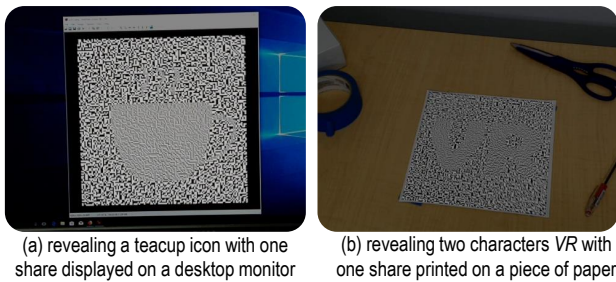 (a) revealing a teacup icon with one
share displayed on a desktop monitor
(b) revealing two characters VR with
one share printed on a piece of paper